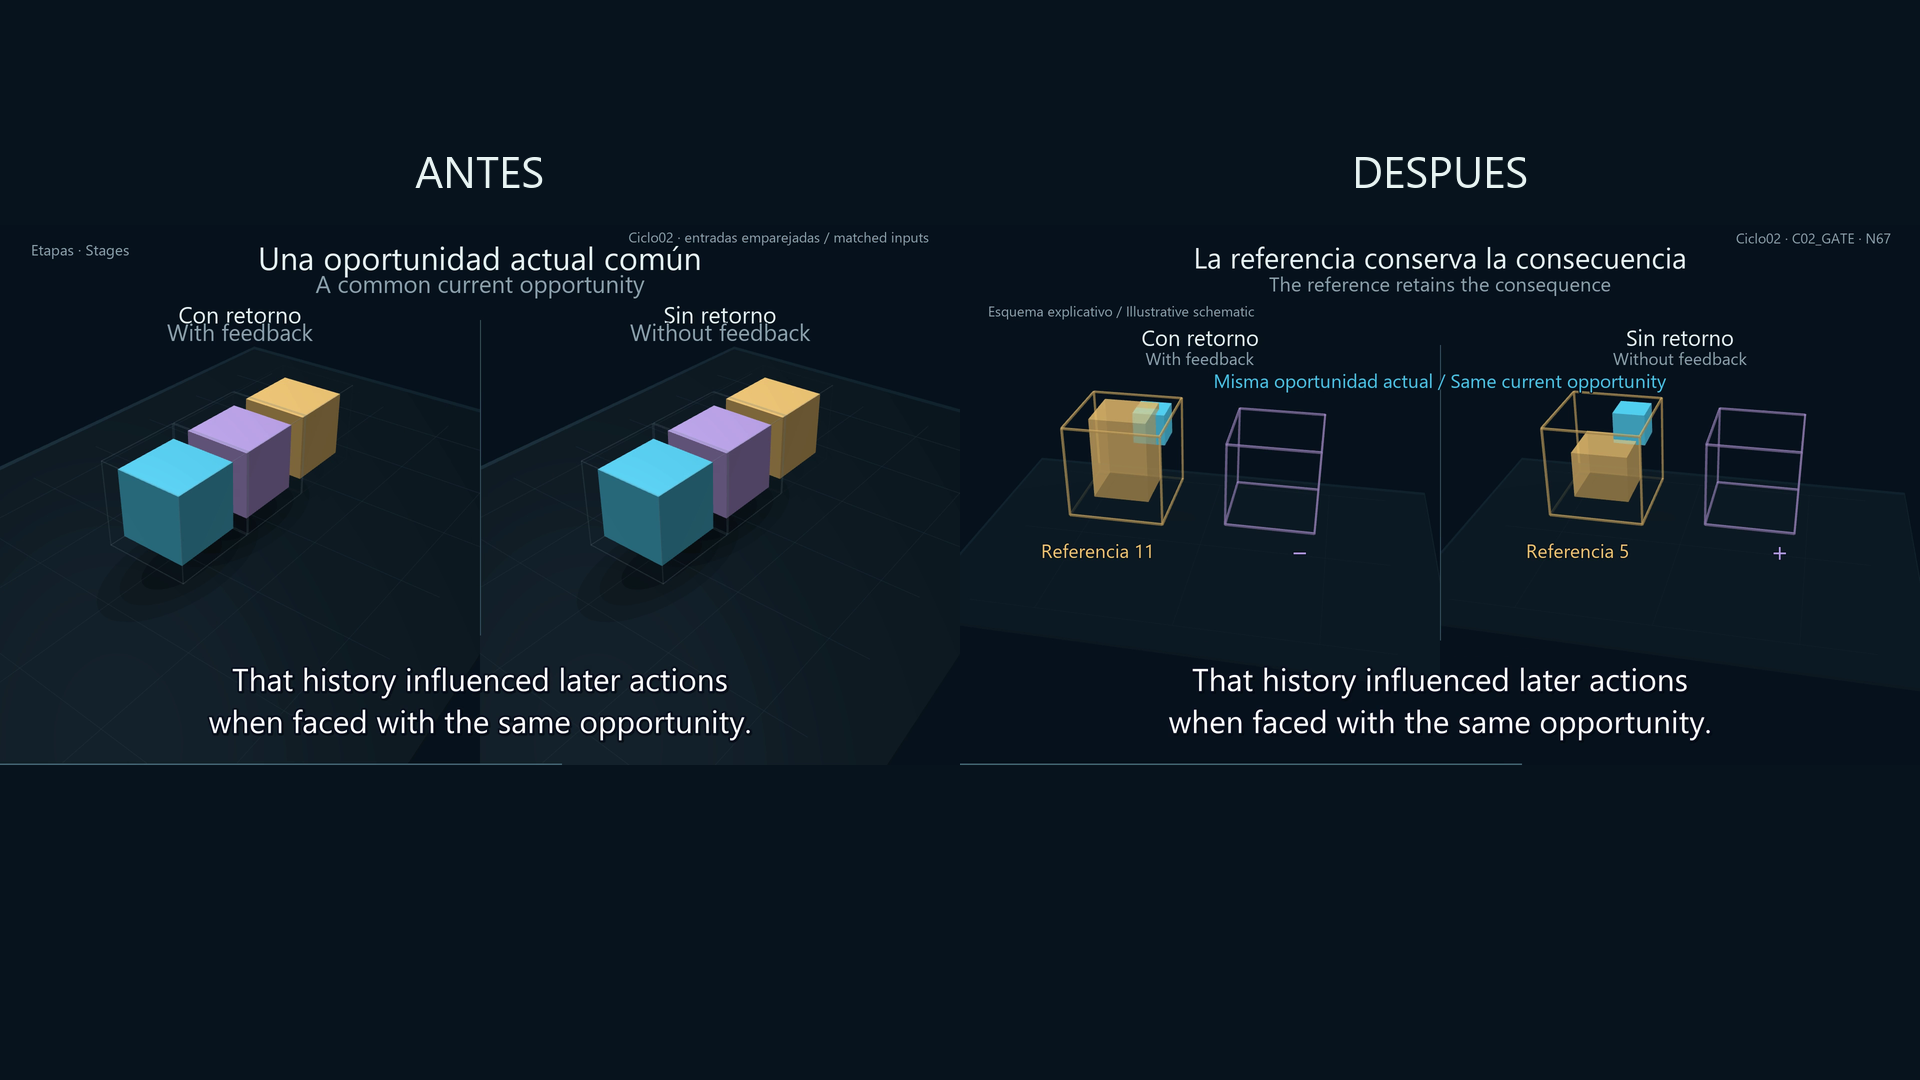 ANTES
Etapas · Stages
Ciclo02 · entradas emparejadas / matched inputs
Una oportunidad actual común
A common current opportunity
Con retorno
With feedback
Sin retorno
Without feedback
That history influenced later actions
when faced with the same opportunity.
DESPUES
Ciclo02 · C02_GATE · N67
La referencia conserva la consecuencia
The reference retains the consequence
Esquema explicativo / Illustrative schematic
Con retorno
With feedback
Sin retorno
Without feedback
Misma oportunidad actual / Same current opportunity
Referencia 11
−
Referencia 5
+
That history influenced later actions
when faced with the same opportunity.